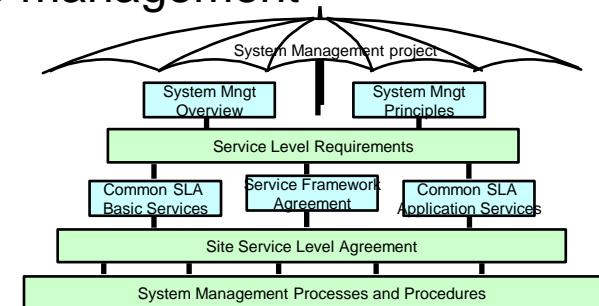 management
System Management project
System Mngt
Overview
System Mngt
Principles
Service Level Requirements
Common SLA
Basic Services
Service Framework
Agreement
Common SLA
Application Services
Site Service Level Agreement
System Management Processes and Procedures